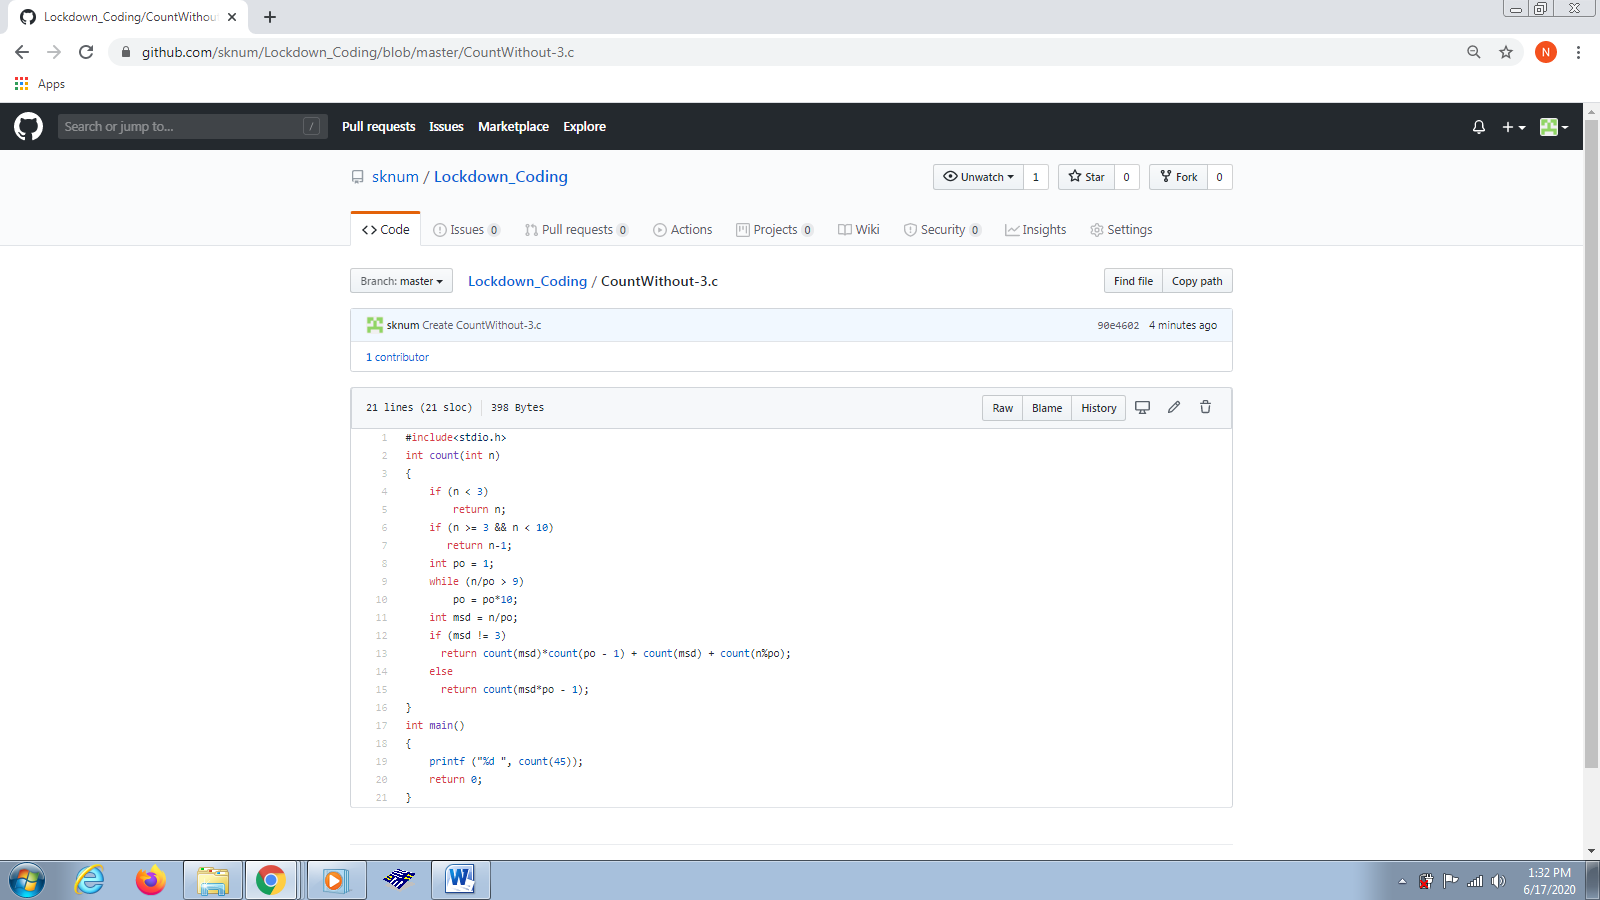 Lockdown_Coding/CountWithou
github.com/sknum/Lockdown_Coding/blob/master/CountWithout-3.c
N
Apps
Search or jump to...
/
Pull requests Issues Marketplace Explore
sknum / Lockdown_Coding
Unwatch 1 Star 0 Fork 0
Code Issues 0 Pull requests 0 Actions Projects 0 Wiki Security 0 Insights Settings
Branch: master Lockdown_Coding / CountWithout-3.c Find file Copy path
sknum Create CountWithout-3.c 90e4602 4 minutes ago
1 contributor
21 lines (21 sloc) 398 Bytes Raw Blame History
1 #include<stdio.h>
2 int count(int n)
3 {
4 if (n < 3)
5 return n;
6 if (n >= 3 && n < 10)
7 return n-1;
8 int po = 1;
9 while (n/po > 9)
10 po = po*10;
11 int msd = n/po;
12 if (msd != 3)
13 return count(msd)*count(po - 1) + count(msd) + count(n%po);
14 else
15 return count(msd*po - 1);
16 }
17 int main()
18 {
19 printf ("%d ", count(45));
20 return 0;
21 }
1:32 PM
6/17/2020